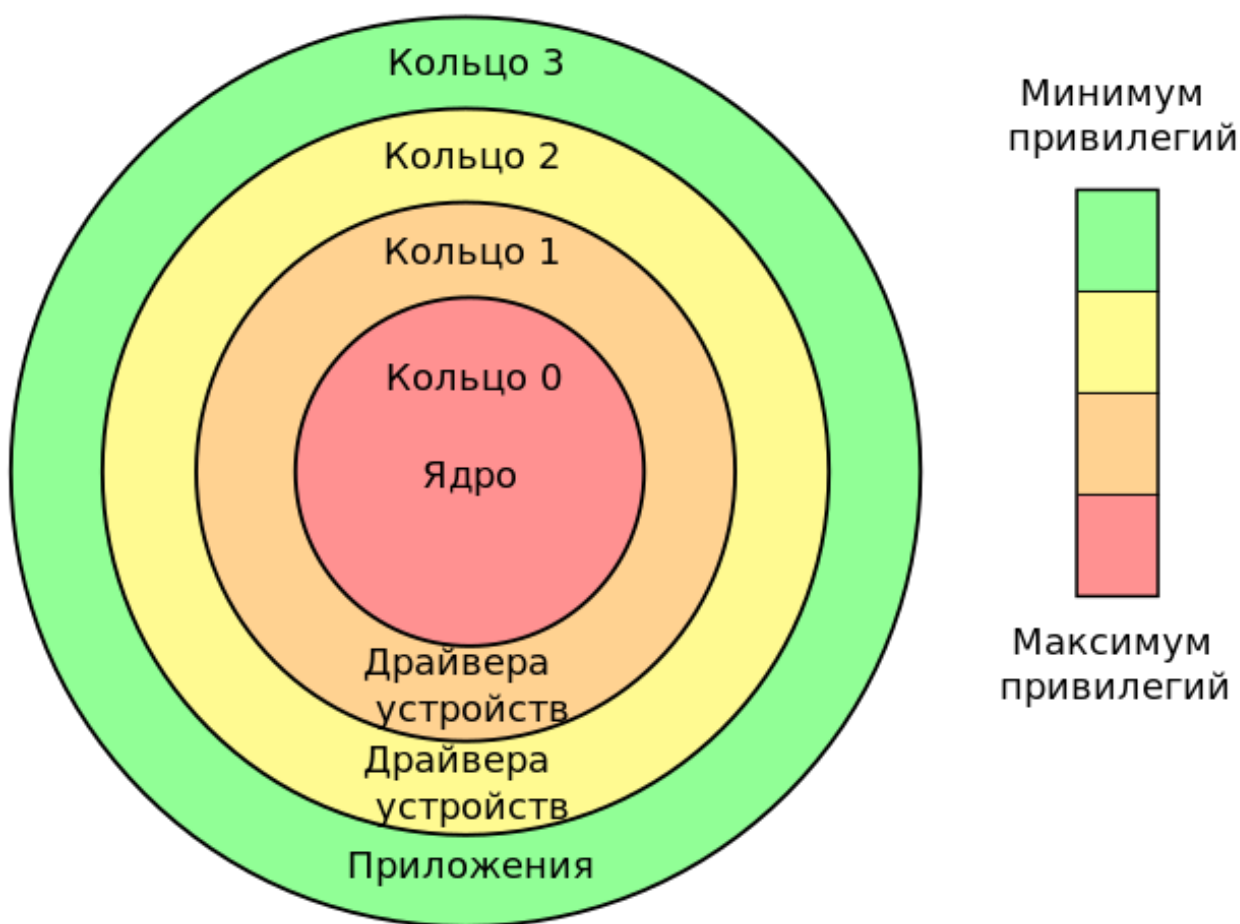 Кольцо 3
Кольцо 2
Кольцо 1
Кольцо 0
Ядро
Драйвера
устройств
Драйвера
устройств
Приложения
Минимум
привилегий
Максимум
привилегий